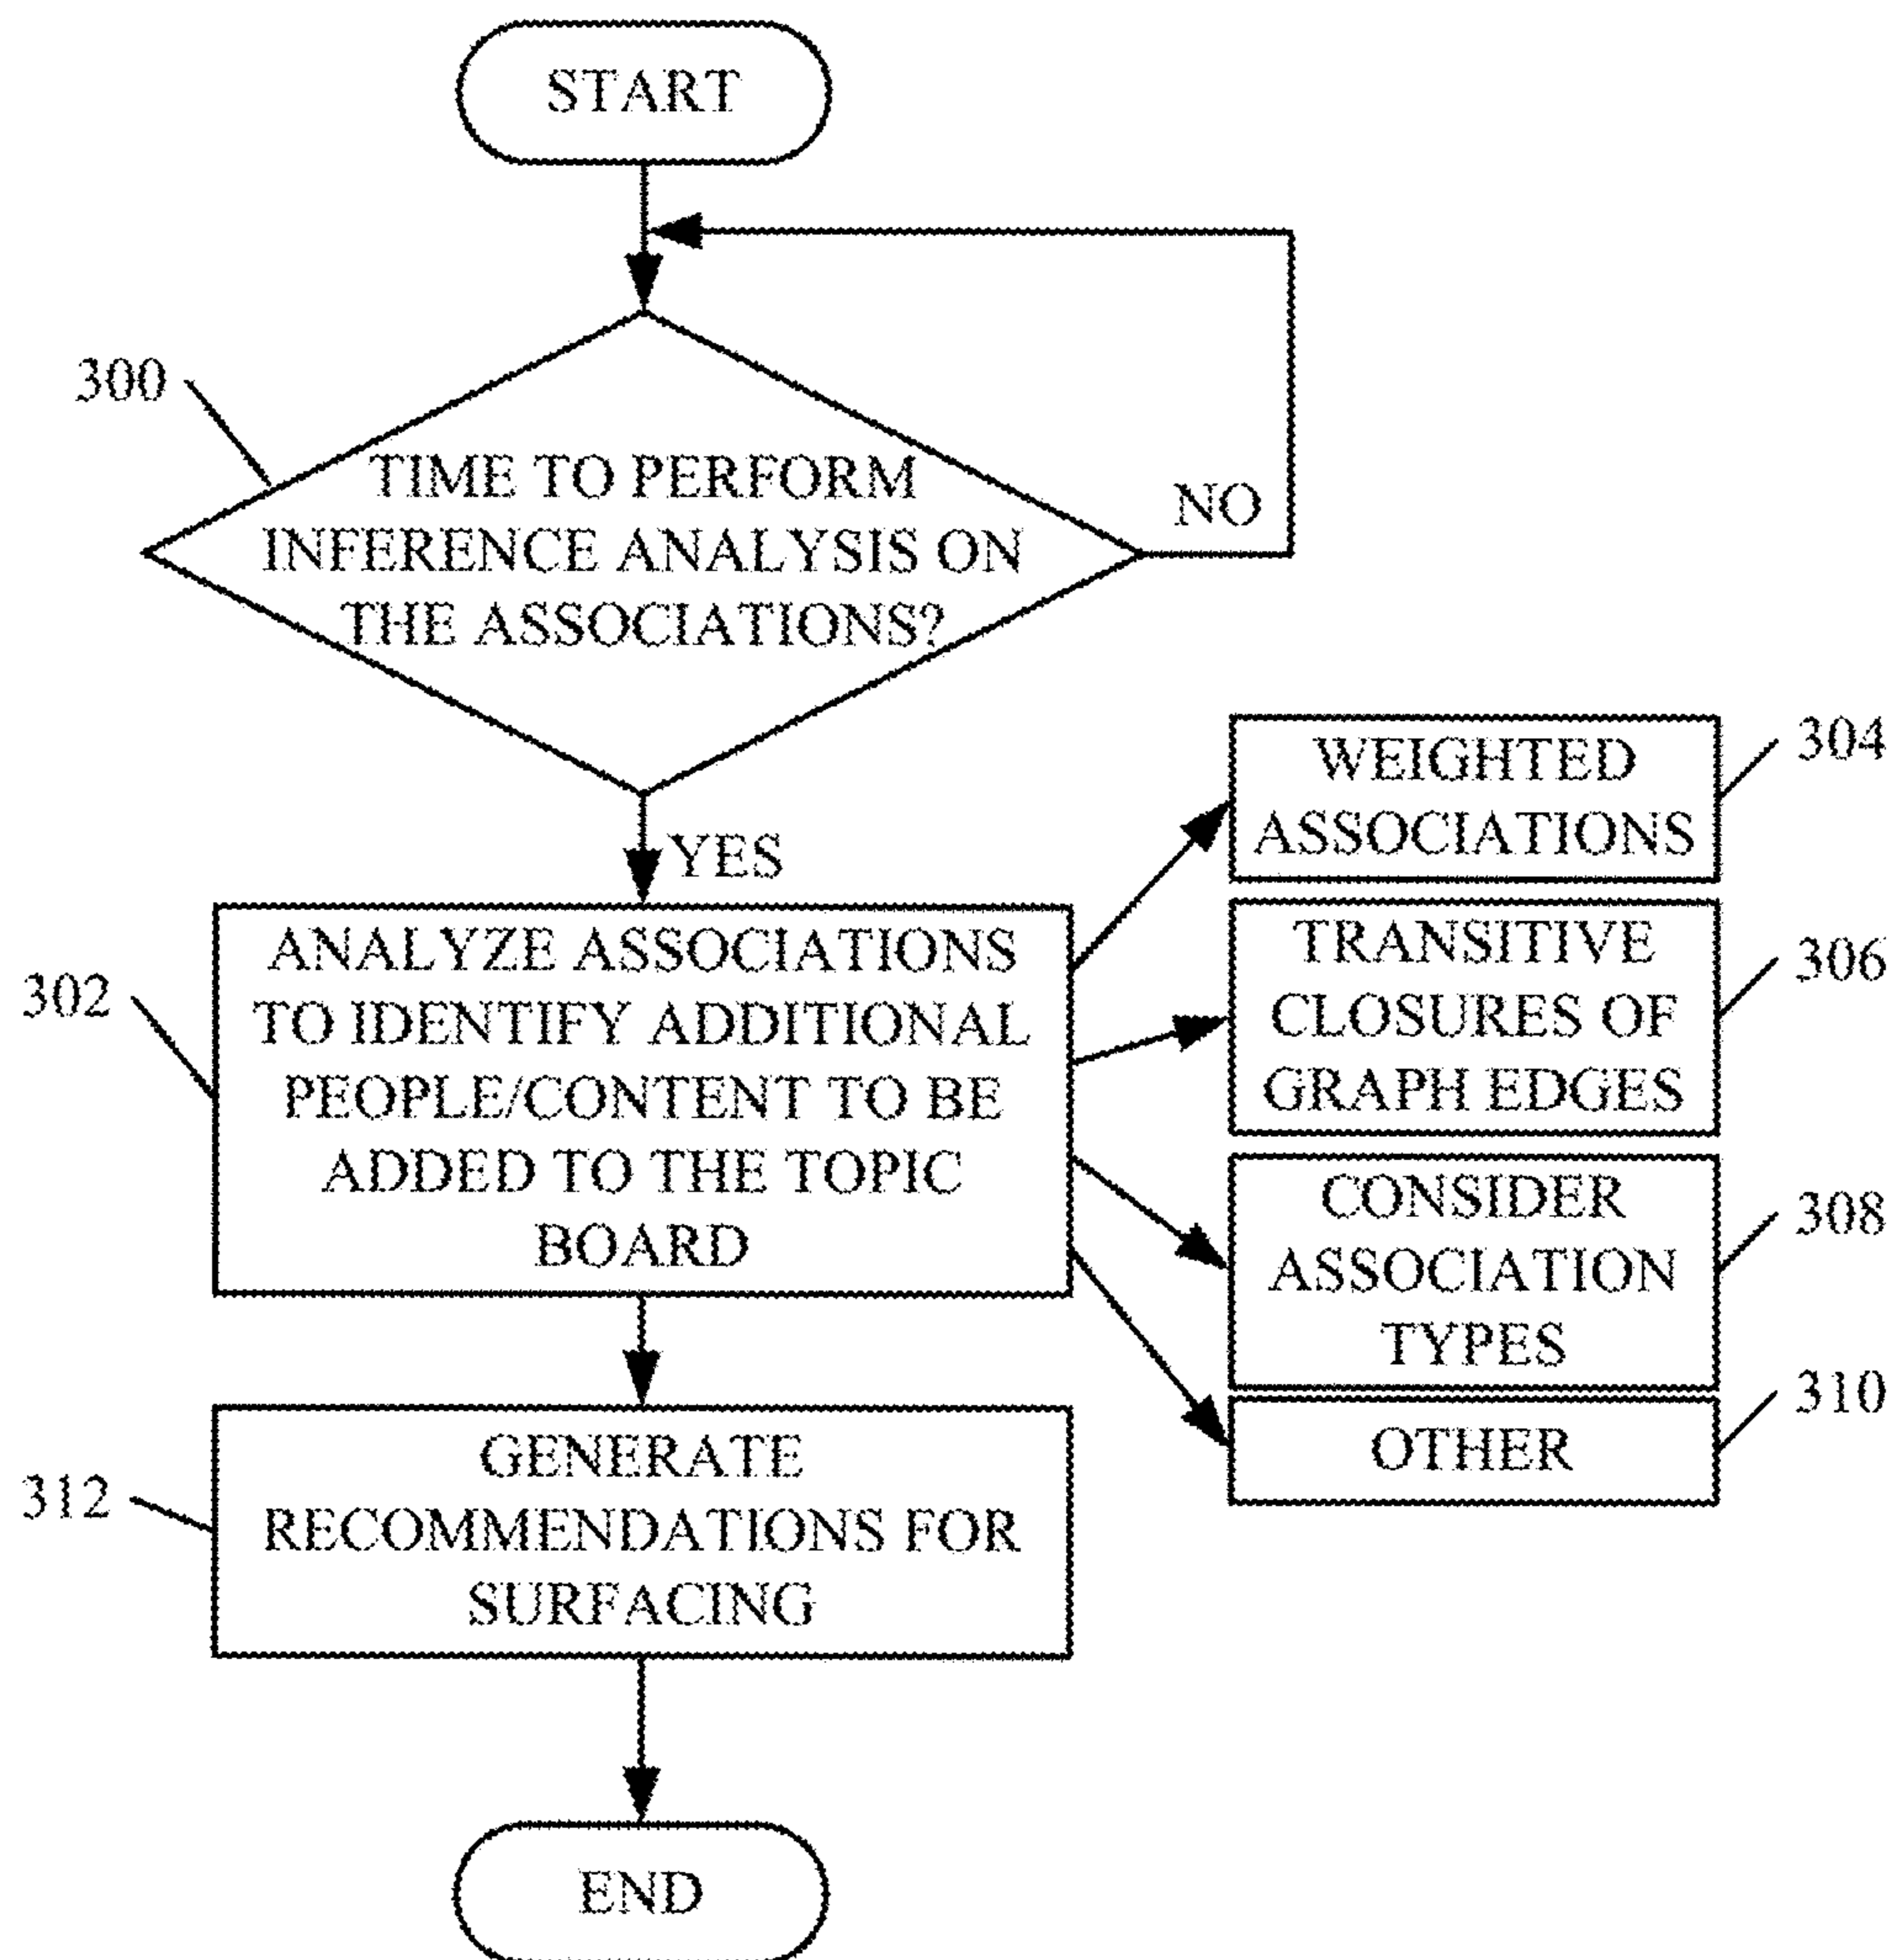 START
300
TIME TO PERFORM
INFERENCE ANALYSIS ON
THE ASSOCIATIONS?
NO
YES
302
ANALYZE ASSOCIATIONS
TO IDENTIFY ADDITIONAL
PEOPLE/CONTENT TO BE
ADDED TO THE TOPIC
BOARD
WEIGHTED
ASSOCIATIONS
304
TRANSITIVE
CLOSURES OF
GRAPH EDGES
306
CONSIDER
ASSOCIATION
TYPES
308
OTHER
310
312
GENERATE
RECOMMENDATIONS FOR
SURFACING
END